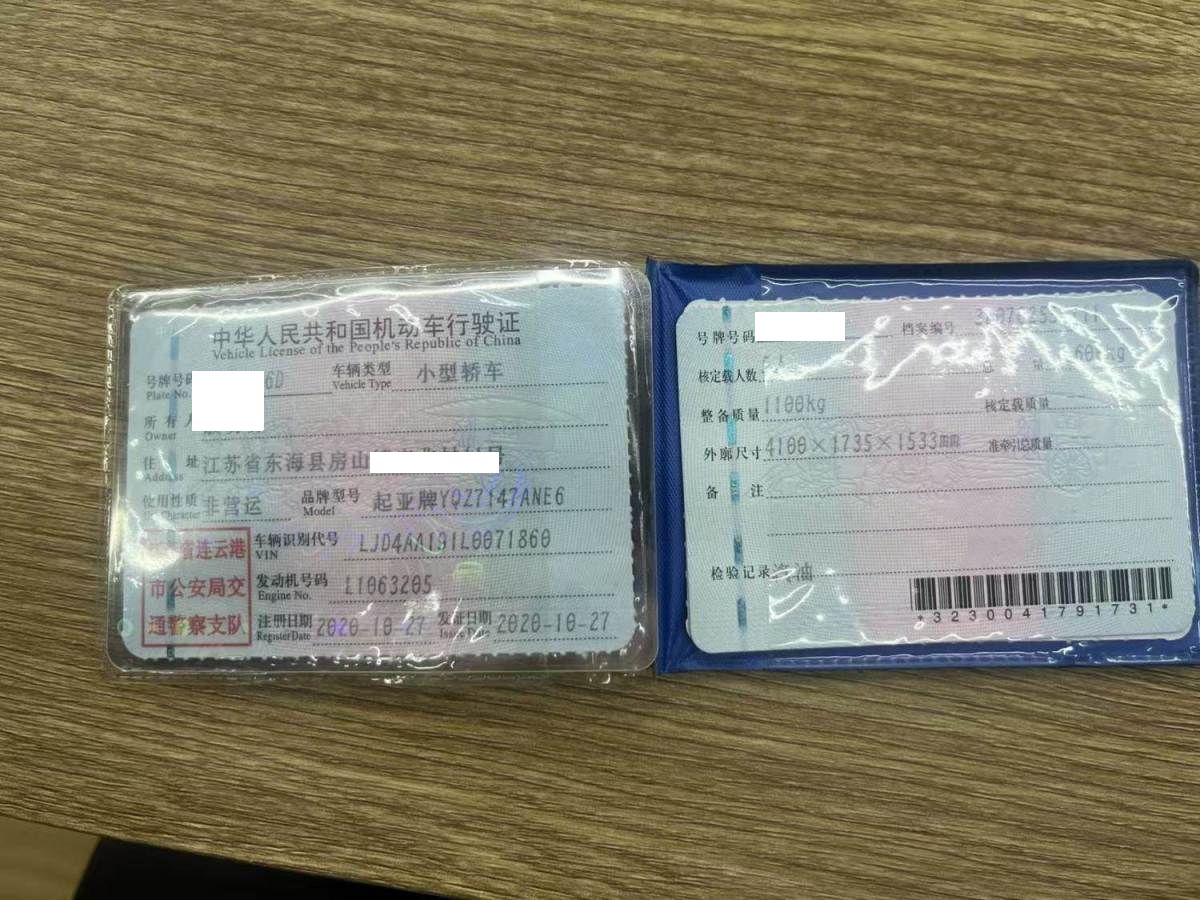 中华人民共和国机动车行驶证
Vehicle License of the People's Republic of China
号牌号码 6D 车辆类型 小型轿车
Plate No. Vehicle Type
所有人
Owner
住址 江苏省东海县房山
Address
使用性质 非营运 品牌型号 起亚牌YQZ7147ANE6
Character Model
省连云港
市公安局交
通警察支队
车辆识别代号 LJD4AA191L0071860
VIN
发动机号码 L1063205
Engine No.
注册日期 2020-10-27 发证日期 2020-10-27
Register Date Issue Date
号牌号码 档案编号
核定载人数 总 量
整备质量 1100kg 核定载质量
外廓尺寸 4100×1735×1533mm 准牵引总质量
备注
检验记录 汽油
*3230041791731*